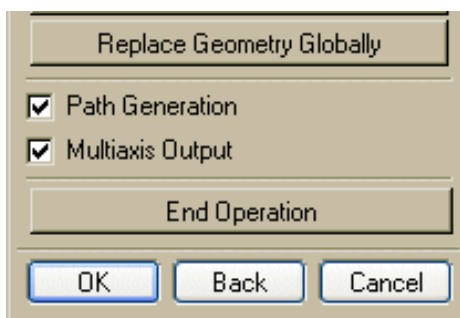 Replace Geometry Globally
Path Generation
Multiaxis Output
End Operation
OK Back Cancel